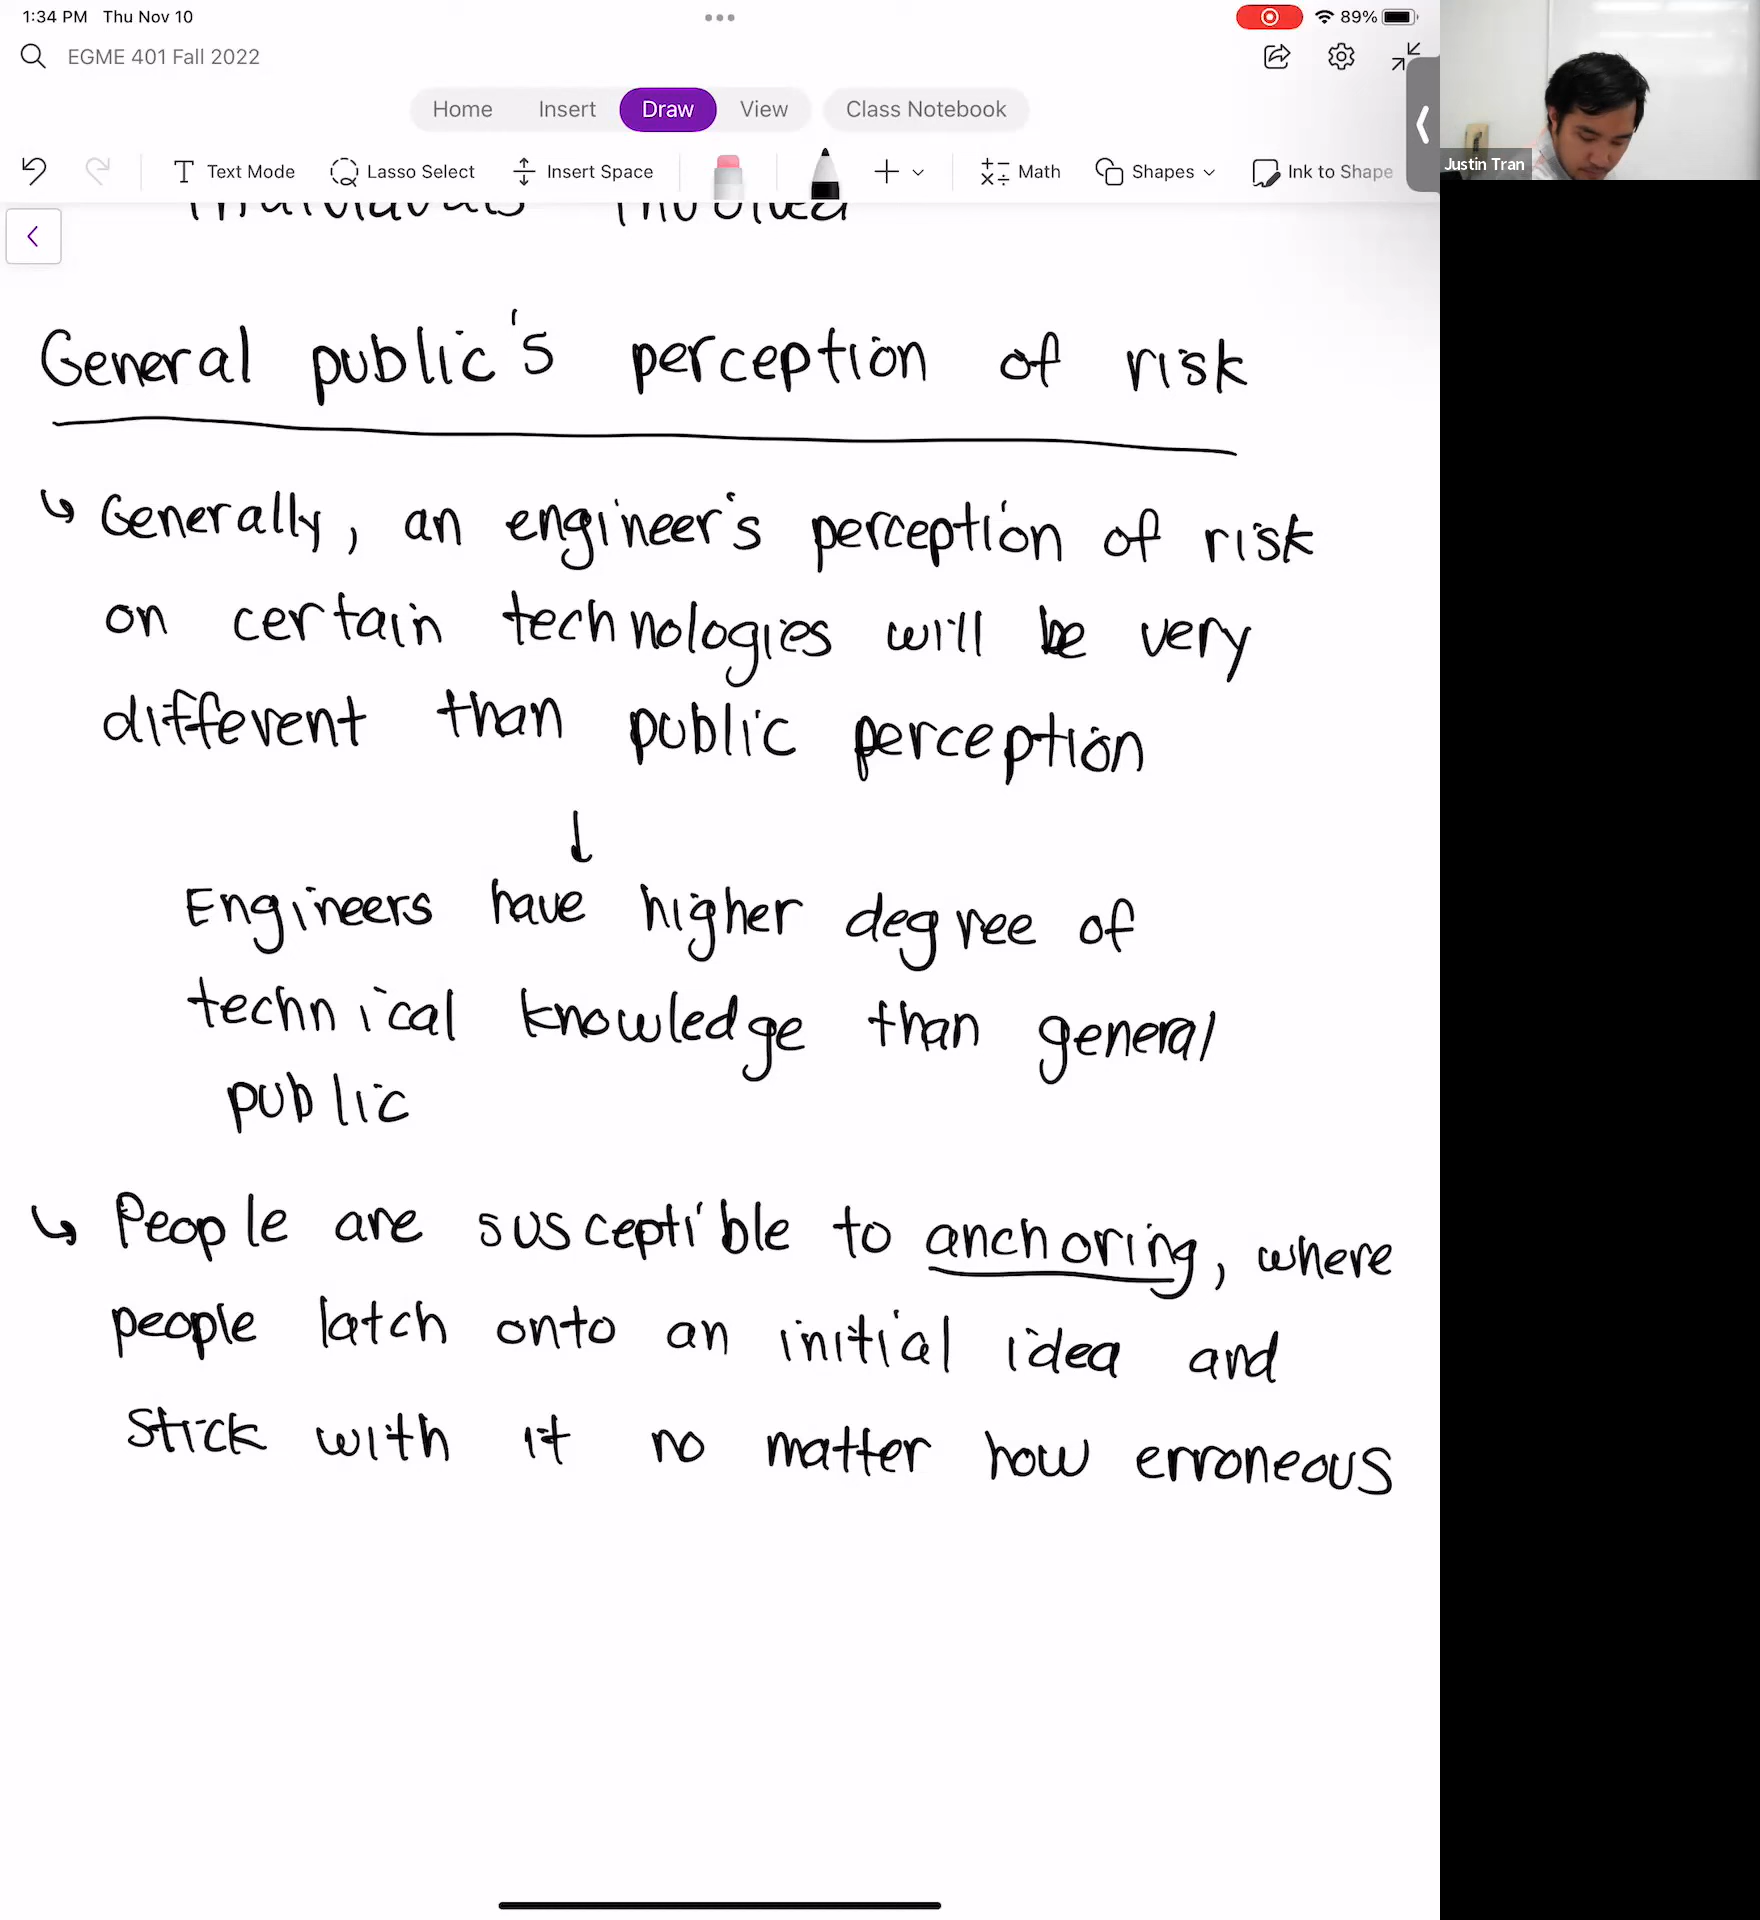 1:34 PM Thu Nov 10
89%
EGME 401 Fall 2022
Home Insert Draw View Class Notebook
Text Mode Lasso Select Insert Space Math Shapes Ink to Shape
Justin Tran
individuals involved
General public's perception of risk
↳ Generally, an engineer's perception of risk
on certain technologies will be very
different than public perception
↓
Engineers have higher degree of
technical knowledge than general
public
↳ People are susceptible to anchoring, where
people latch onto an initial idea and
stick with it no matter how erroneous